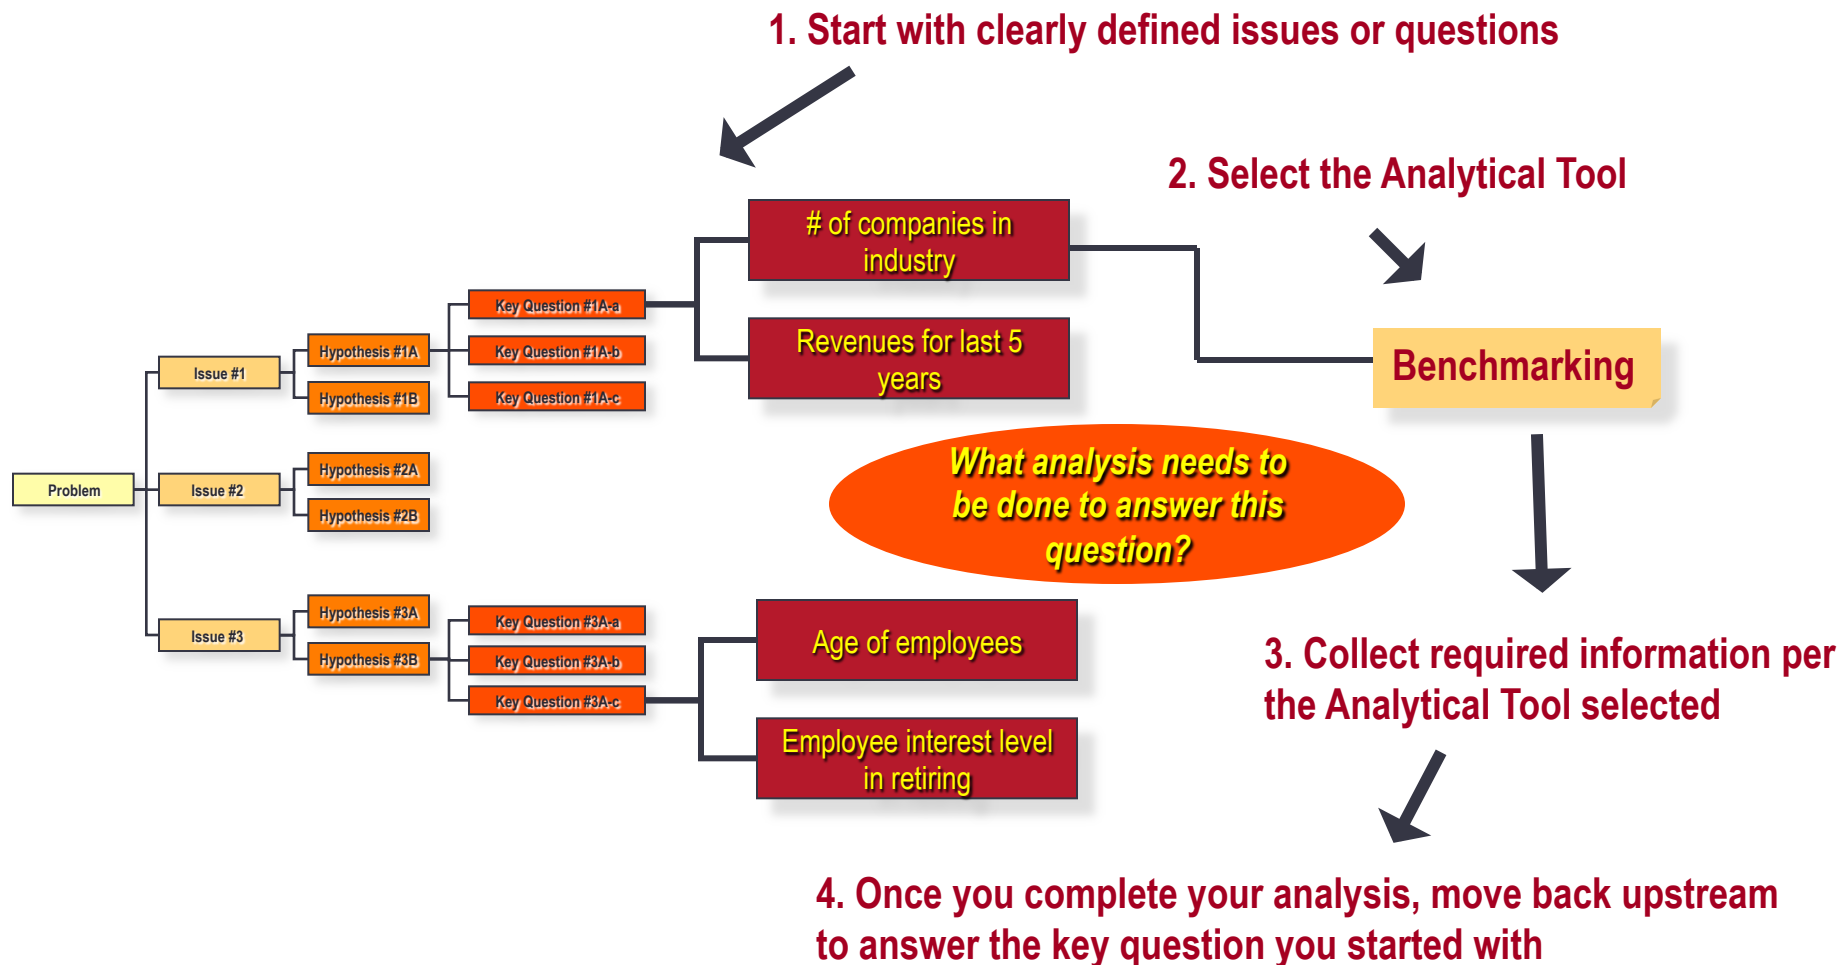 1. Start with clearly defined issues or questions
2. Select the Analytical Tool
# of companies in
industry
Revenues for last 5
years
Key Question #1A-a
Key Question #1A-b
Key Question #1A-c
Hypothesis #1A
Hypothesis #1B
Issue #1
Benchmarking
What analysis needs to
be done to answer this
question?
Hypothesis #2A
Hypothesis #2B
Problem
Issue #2
Hypothesis #3A
Hypothesis #3B
Issue #3
Key Question #3A-a
Key Question #3A-b
Key Question #3A-c
Age of employees
Employee interest level
in retiring
3. Collect required information per
the Analytical Tool selected
4. Once you complete your analysis, move back upstream
to answer the key question you started with